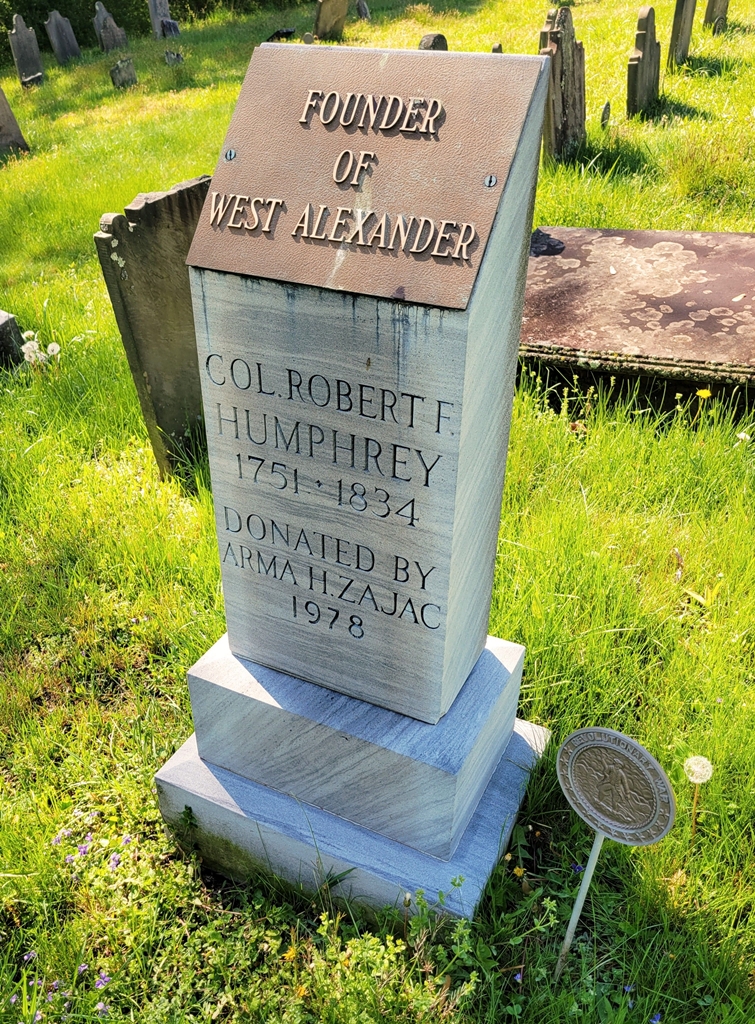 FOUNDER
OF
WEST ALEXANDER
COL. ROBERT F.
HUMPHREY
1751 · 1834
DONATED BY
ARMA H. ZAJAC
1978